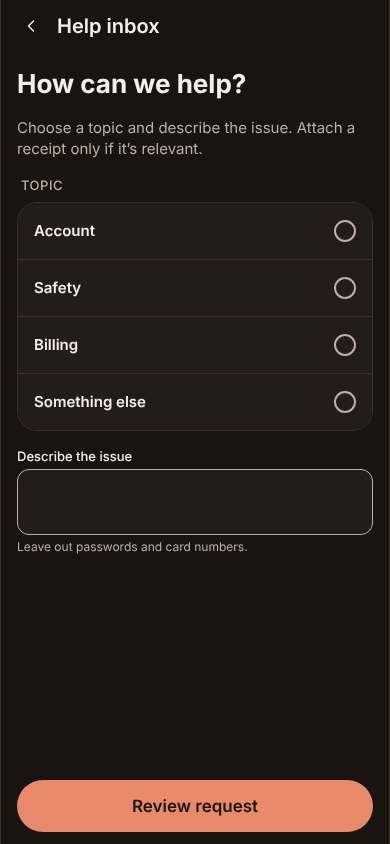 Help inbox
How can we help?
Choose a topic and describe the issue. Attach a
receipt only if it’s relevant.
TOPIC
Account
Safety
Billing
Something else
Describe the issue
Leave out passwords and card numbers.
Review request